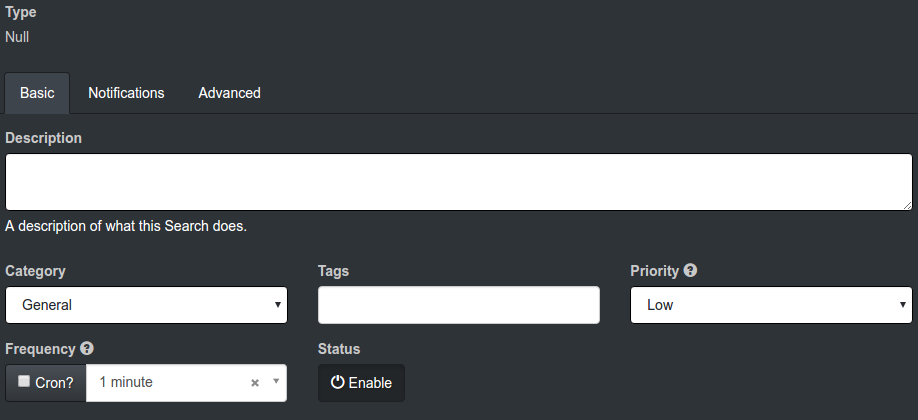 Type
Null
Basic Notifications Advanced
Description
A description of what this Search does.
Category Tags Priority
General Low
Frequency Status
Cron? 1 minute Enable